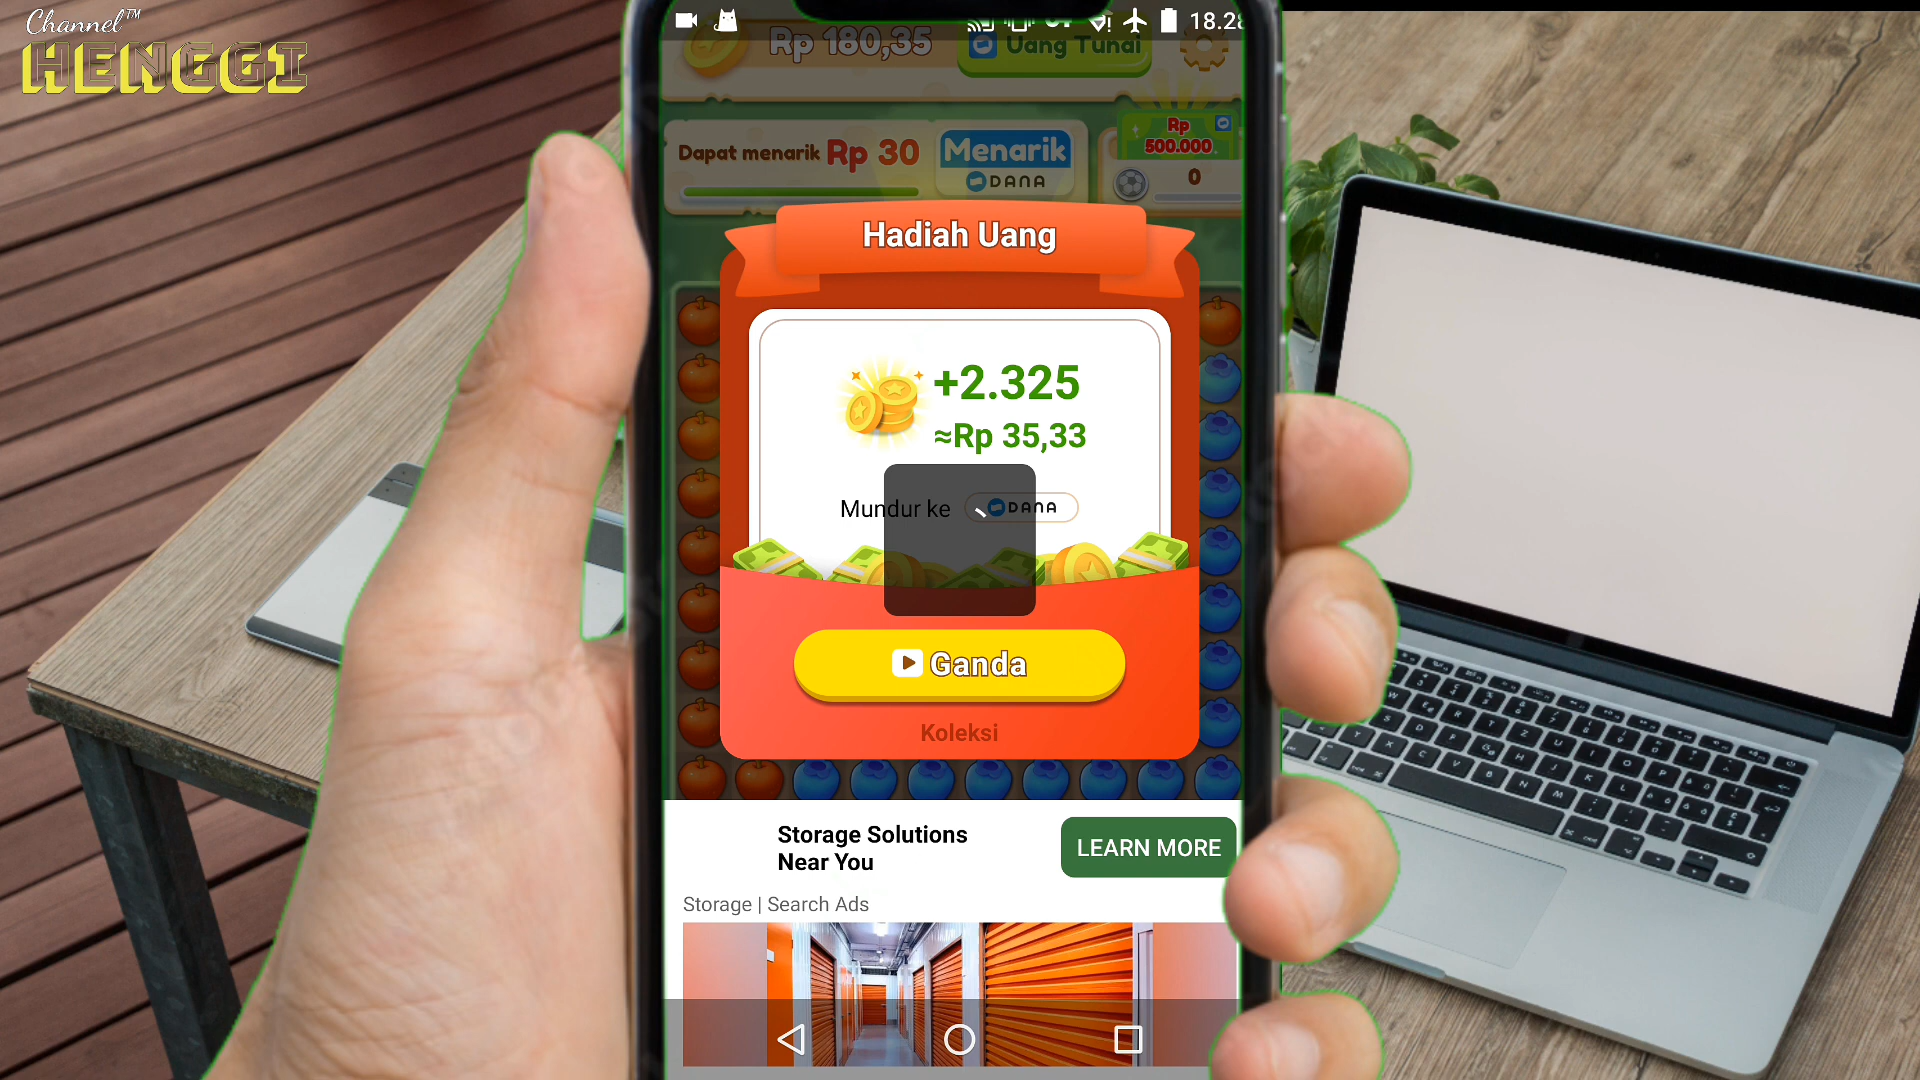 Channel™
HENGGI
18.28
Rp 180,35
Uang Tunai
Dapat menarik Rp 30
Menarik
DANA
Rp
500.000
0
Hadiah Uang
+2.325
≈Rp 35,33
Mundur ke DANA
Ganda
Koleksi
Storage Solutions
Near You
LEARN MORE
Storage | Search Ads